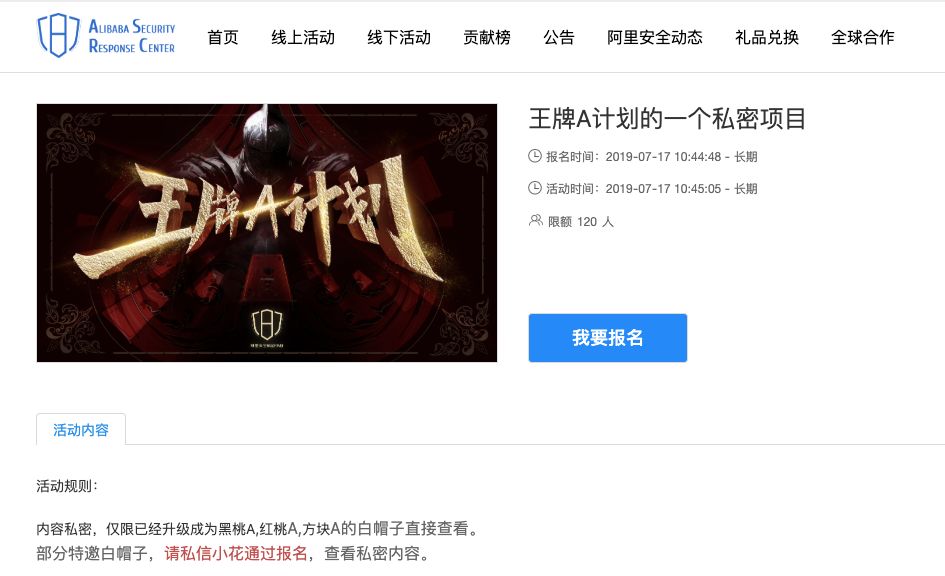 ALIBABA SECURITY
RESPONSE CENTER
首页 线上活动 线下活动 贡献榜 公告 阿里安全动态 礼品兑换 全球合作
王牌A计划
王牌A计划的一个私密项目
报名时间：2019-07-17 10:44:48 - 长期
活动时间：2019-07-17 10:45:05 - 长期
限额 120 人
我要报名
活动内容
活动规则：
内容私密，仅限已经升级成为黑桃A,红桃A,方块A的白帽子直接查看。
部分特邀白帽子，请私信小花通过报名，查看私密内容。